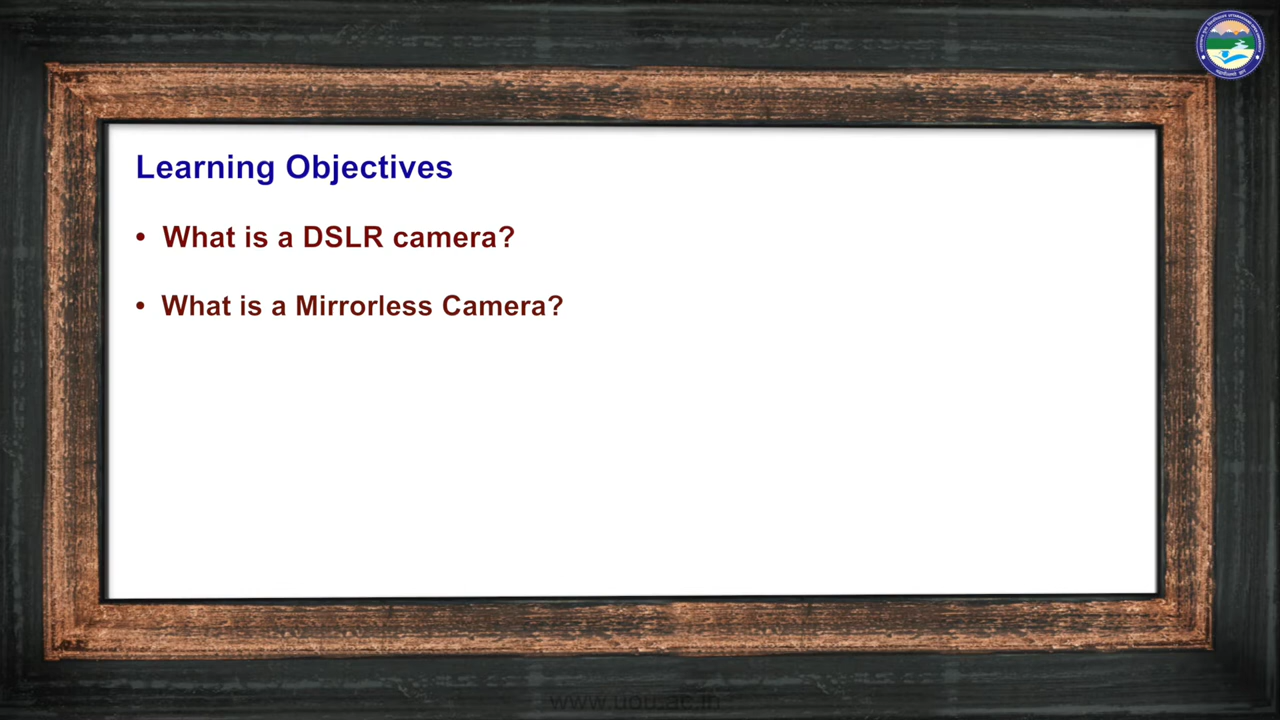 Learning Objectives
• What is a DSLR camera?
• What is a Mirrorless Camera?
www.uou.ac.in